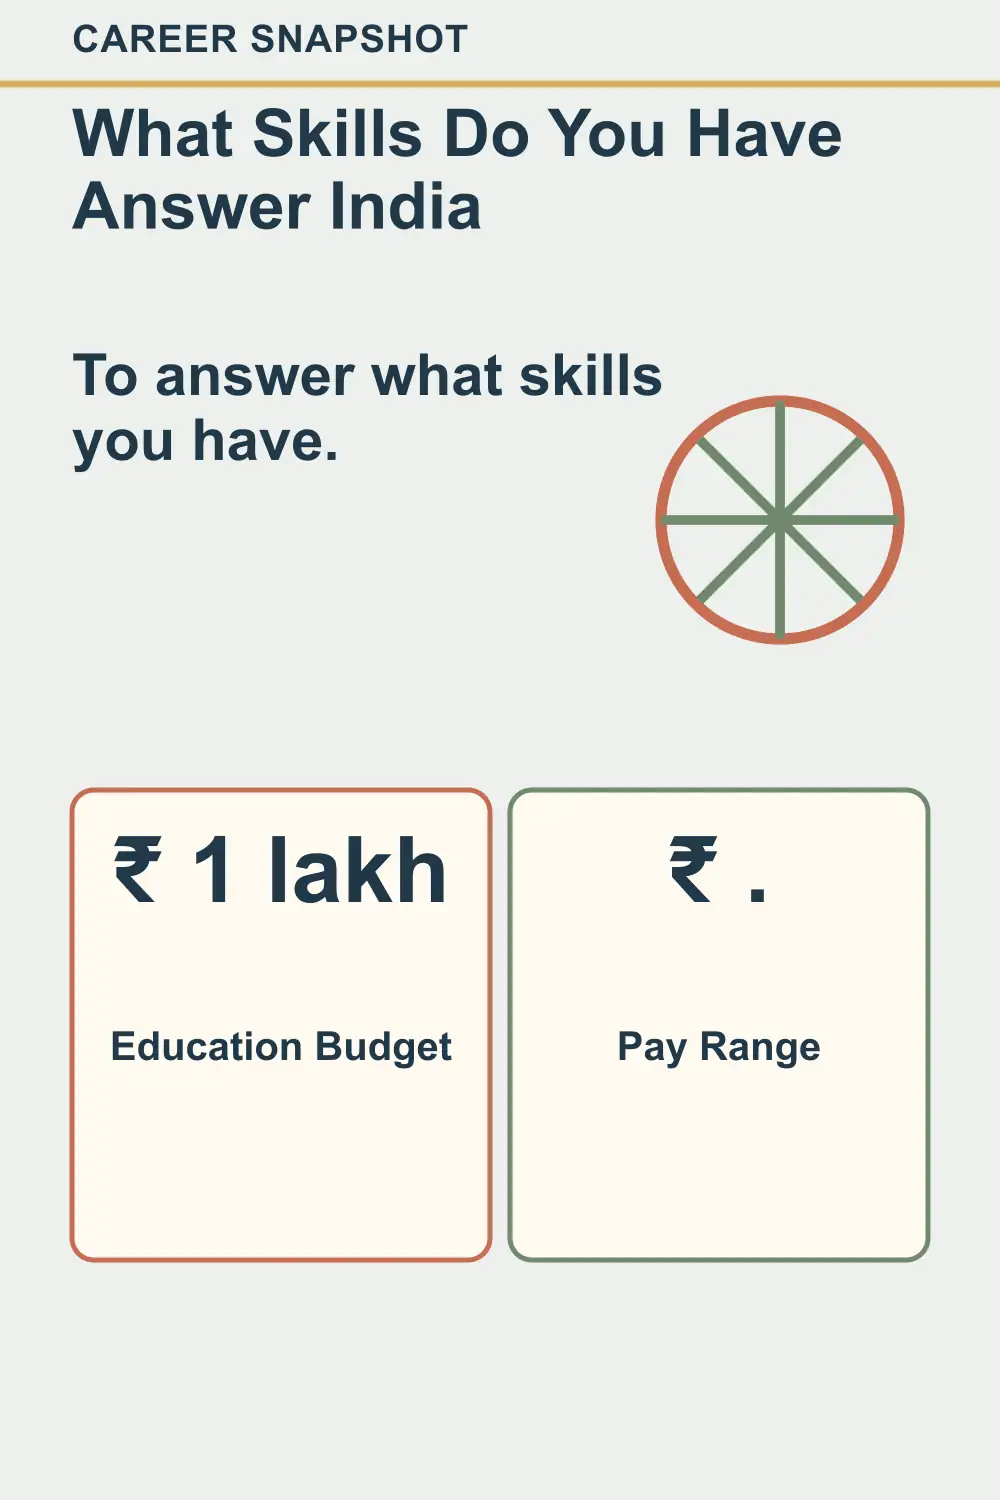 CAREER SNAPSHOT
What Skills Do You Have
Answer India
To answer what skills
you have.
₹ 1 lakh
₹ .
Education Budget
Pay Range